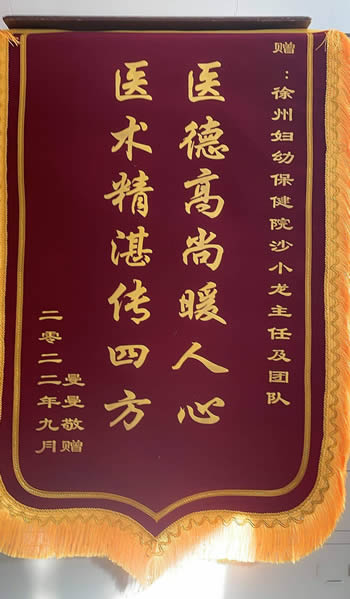 赠：徐州妇幼保健院沙小龙主任及团队
医德高尚暖人心
医术精湛传四方
曼曼敬赠
二零二二年九月